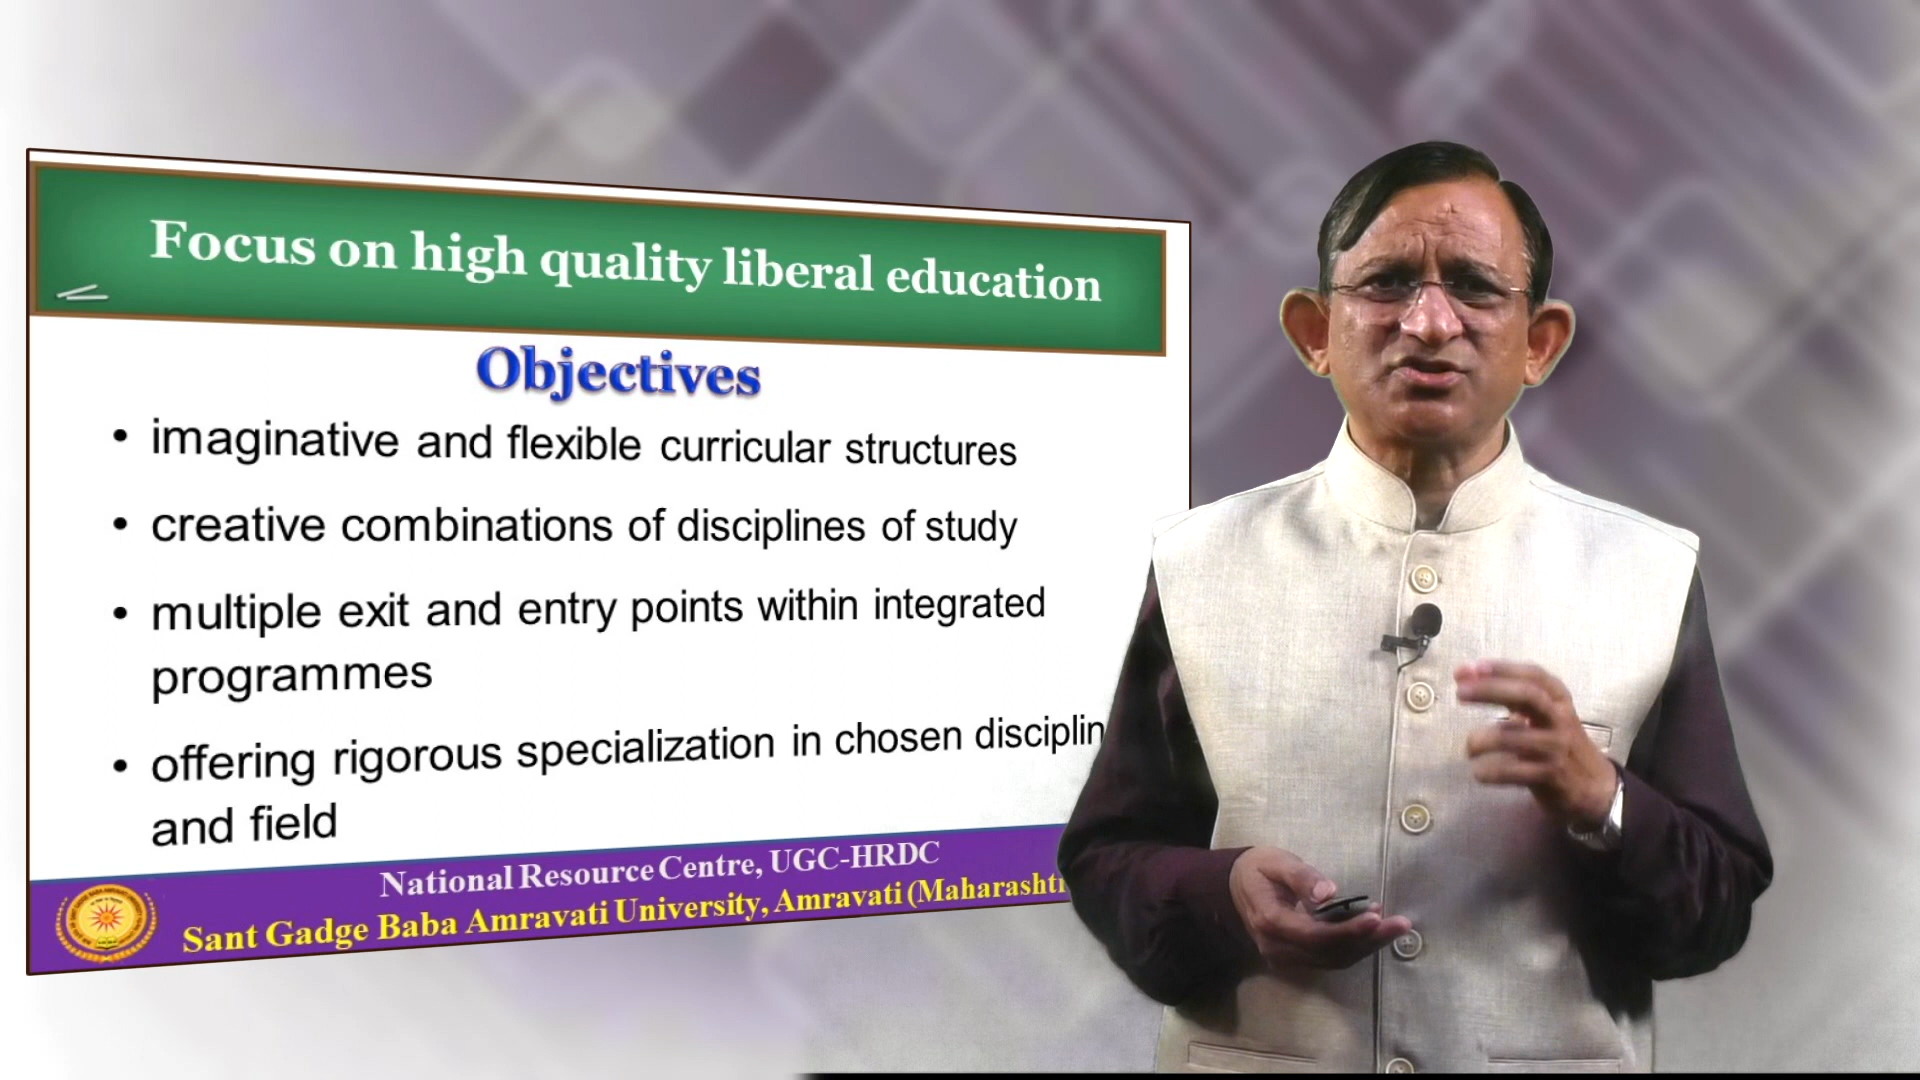 Focus on high quality liberal education
Objectives
• imaginative and flexible curricular structures
• creative combinations of disciplines of study
• multiple exit and entry points within integrated
programmes
• offering rigorous specialization in chosen disciplin
and field
National Resource Centre, UGC-HRDC
Sant Gadge Baba Amravati University, Amravati (Maharasht